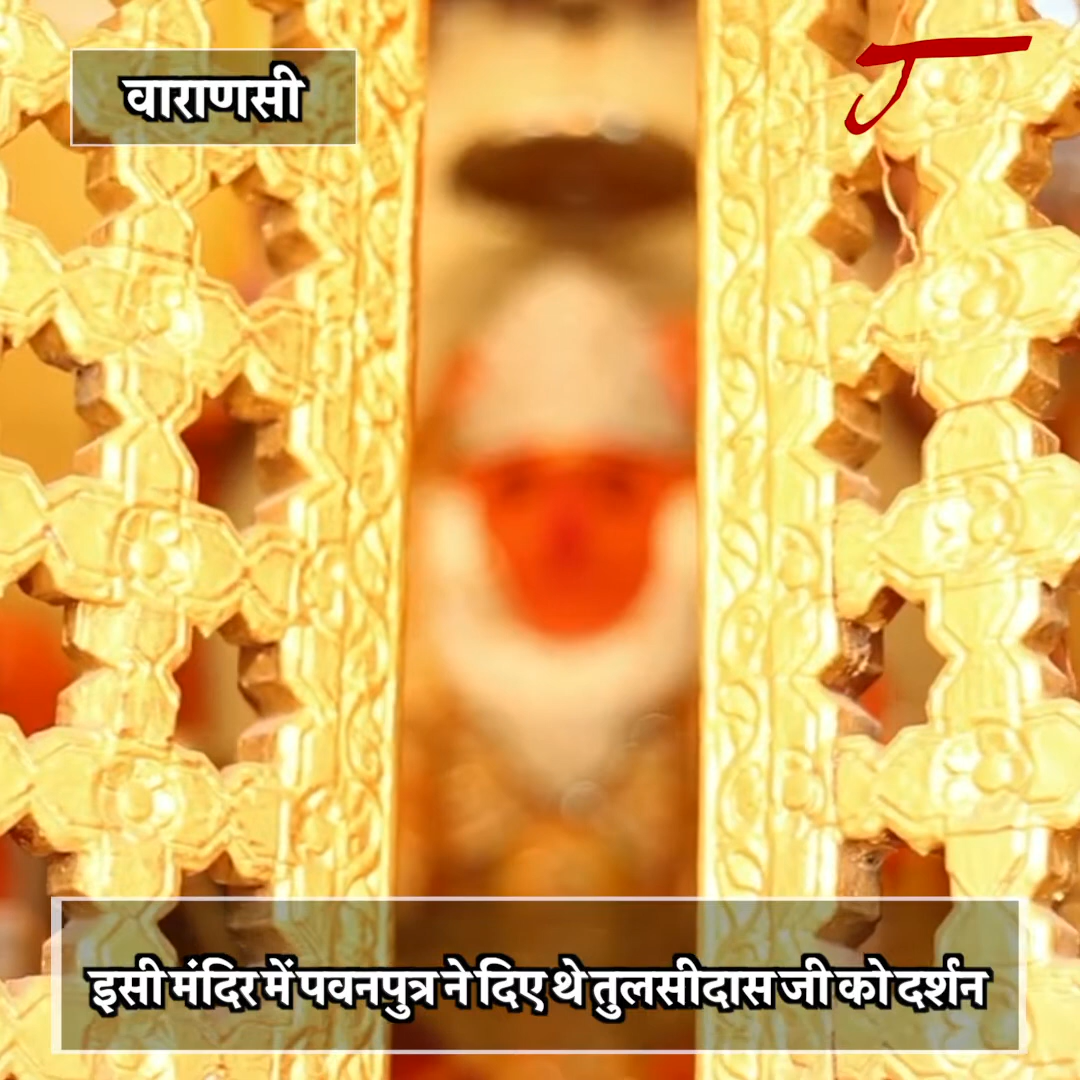 वाराणसी
इसी मंदिर में पवनपुत्र ने दिए थे तुलसीदास जी को दर्शन